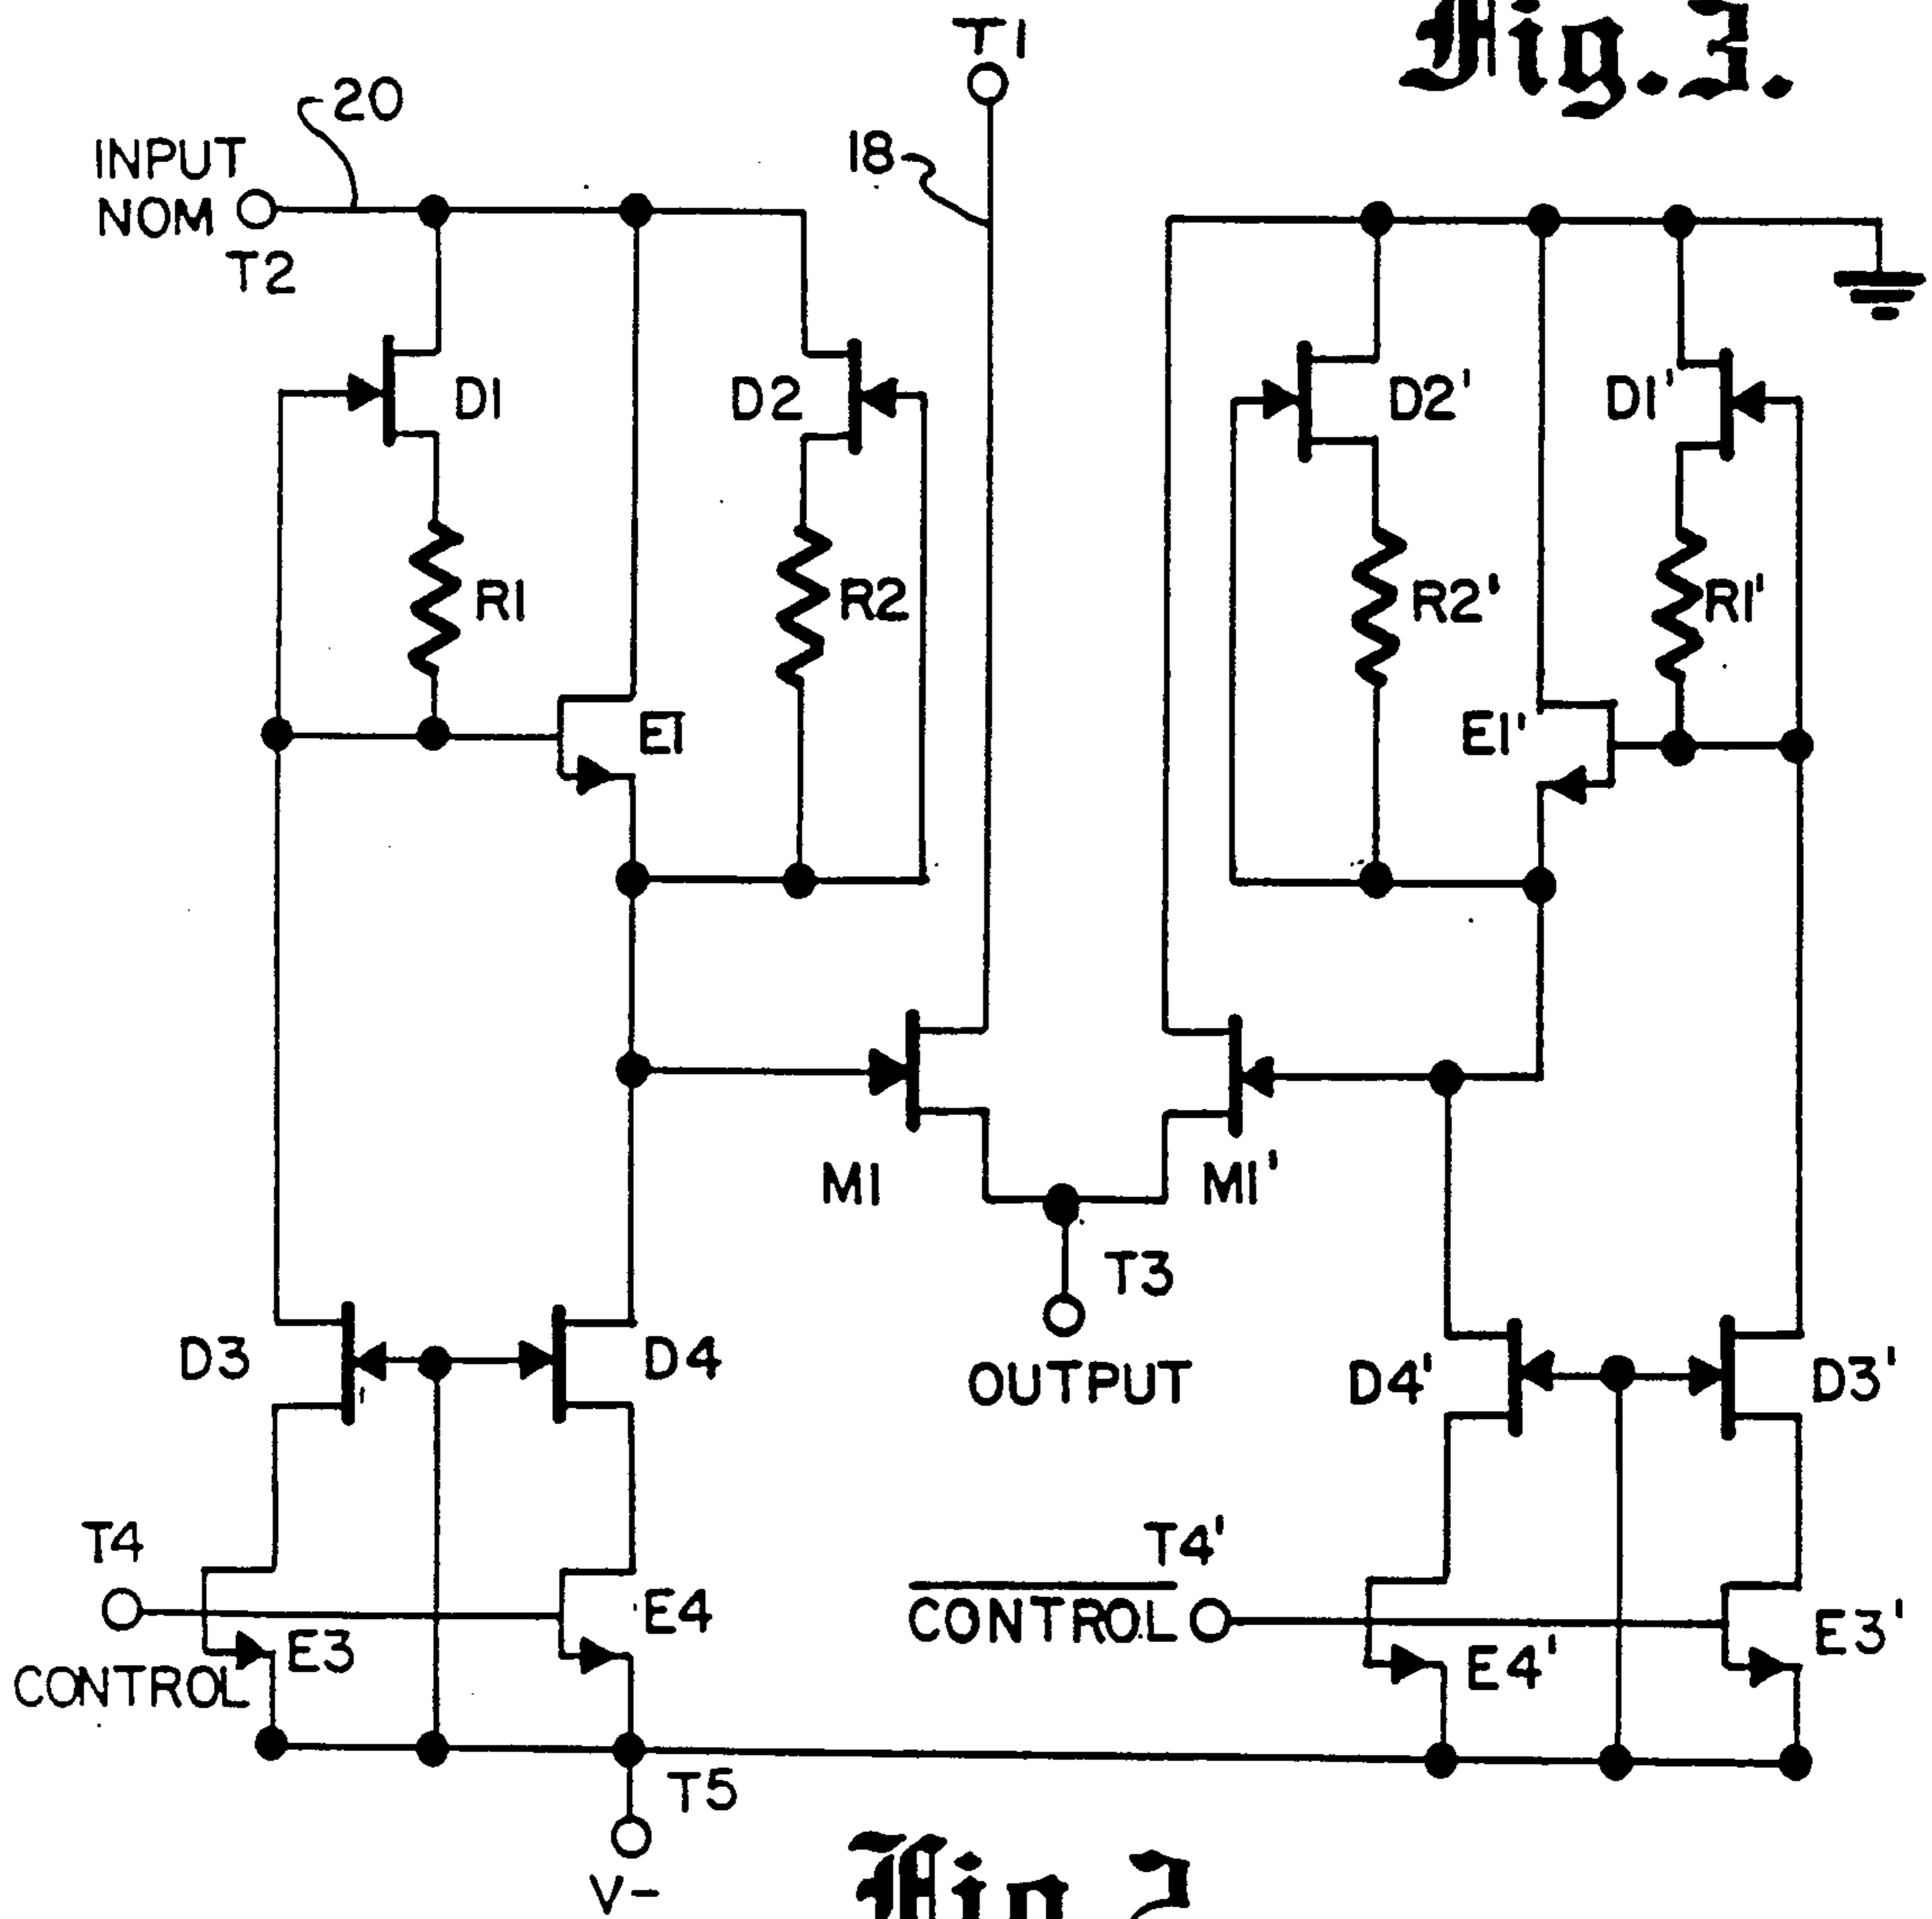 Fig. 3.
T1
20
18
INPUT
NOM
T2
D1
D2
D2'
D1'
R1
R2
R2'
R1'
E1
E1'
M1
M1'
T3
OUTPUT
D3
D4
D4'
D3'
T4
T4'
CONTROL
E3
E4
CONTROL
E4'
E3'
T5
V-